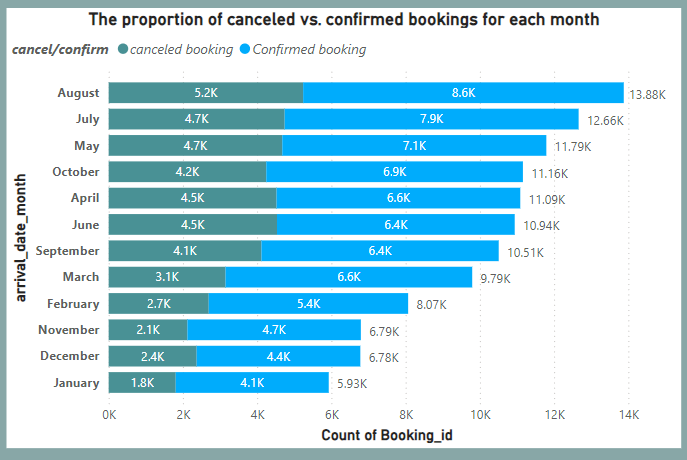 The proportion of canceled vs. confirmed bookings for each month
cancel/confirm canceled booking Confirmed booking
arrival_date_month
August 5.2K 8.6K 13.88K
July 4.7K 7.9K 12.66K
May 4.7K 7.1K 11.79K
October 4.2K 6.9K 11.16K
April 4.5K 6.6K 11.09K
June 4.5K 6.4K 10.94K
September 4.1K 6.4K 10.51K
March 3.1K 6.6K 9.79K
February 2.7K 5.4K 8.07K
November 2.1K 4.7K 6.79K
December 2.4K 4.4K 6.78K
January 1.8K 4.1K 5.93K
0K 2K 4K 6K 8K 10K 12K 14K
Count of Booking_id